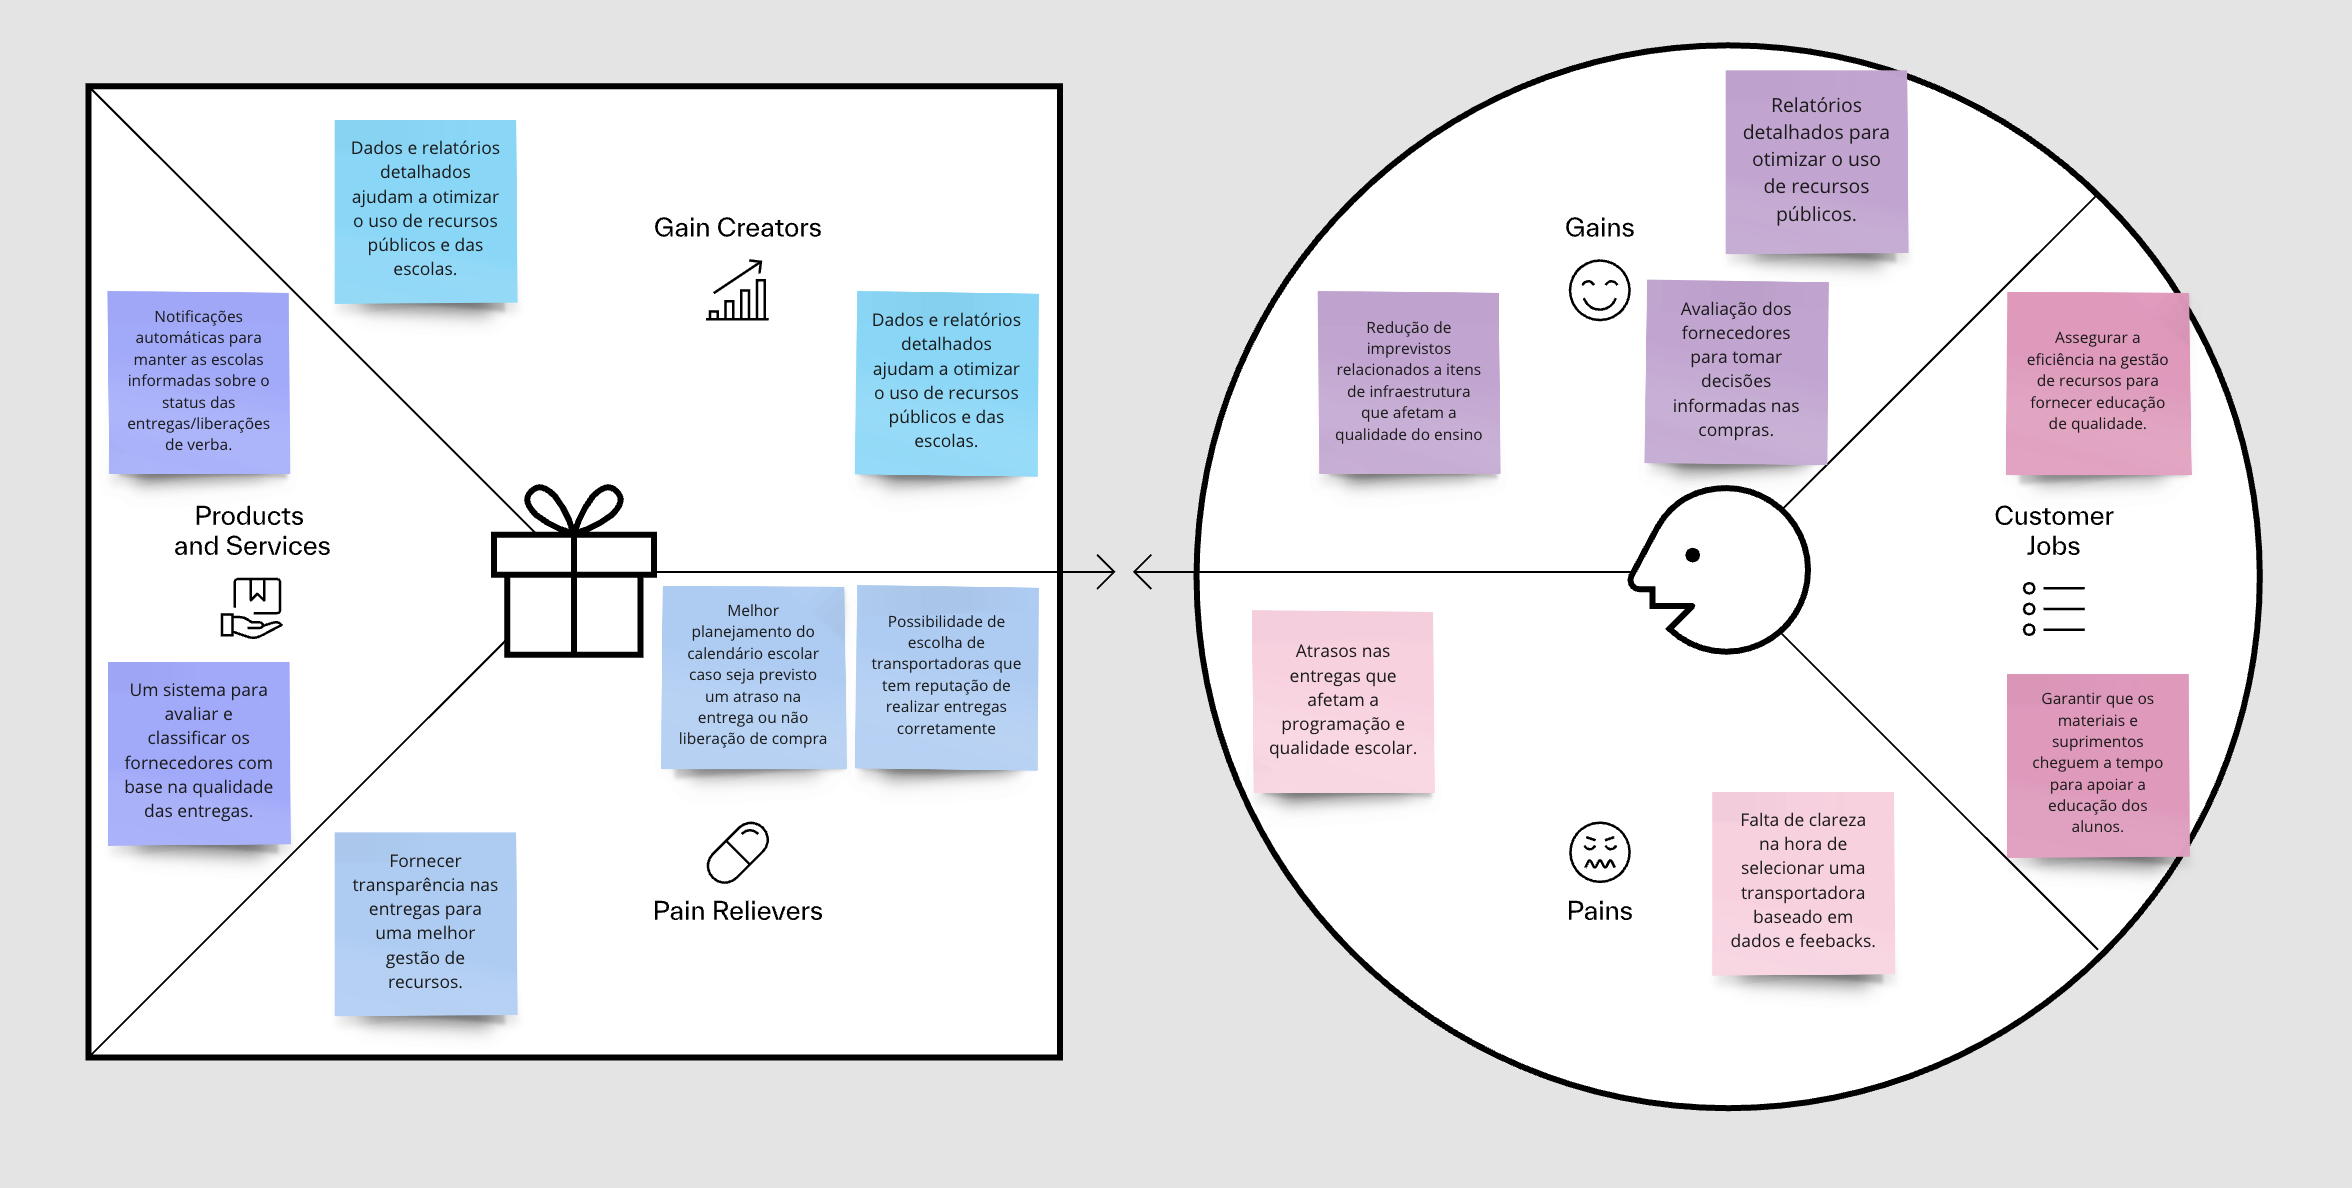 Dados e relatórios
detalhados
ajudam a otimizar
o uso de recursos
públicos e das
escolas.
Gain Creators
Dados e relatórios
detalhados
ajudam a otimizar
o uso de recursos
públicos e das
escolas.
Notificações
automáticas para
manter as escolas
informadas sobre o
status das
entregas/liberações
de verba.
Products
and Services
Um sistema para
avaliar e
classificar os
fornecedores com
base na qualidade
das entregas.
Melhor
planejamento do
calendário escolar
caso seja previsto
um atraso na
entrega ou não
liberação de compra
Possibilidade de
escolha de
transportadoras que
tem reputação de
realizar entregas
corretamente
Fornecer
transparência nas
entregas para
uma melhor
gestão de
recursos.
Pain Relievers
Relatórios
detalhados para
otimizar o uso
de recursos
públicos.
Gains
Redução de
imprevistos
relacionados a itens
de infraestrutura
que afetam a
qualidade do ensino
Avaliação dos
fornecedores
para tomar
decisões
informadas nas
compras.
Assegurar a
eficiência na gestão
de recursos para
fornecer educação
de qualidade.
Customer
Jobs
Garantir que os
materiais e
suprimentos
cheguem a tempo
para apoiar a
educação dos
alunos.
Atrasos nas
entregas que
afetam a
programação e
qualidade escolar.
Pains
Falta de clareza
na hora de
selecionar uma
transportadora
baseado em
dados e feebacks.